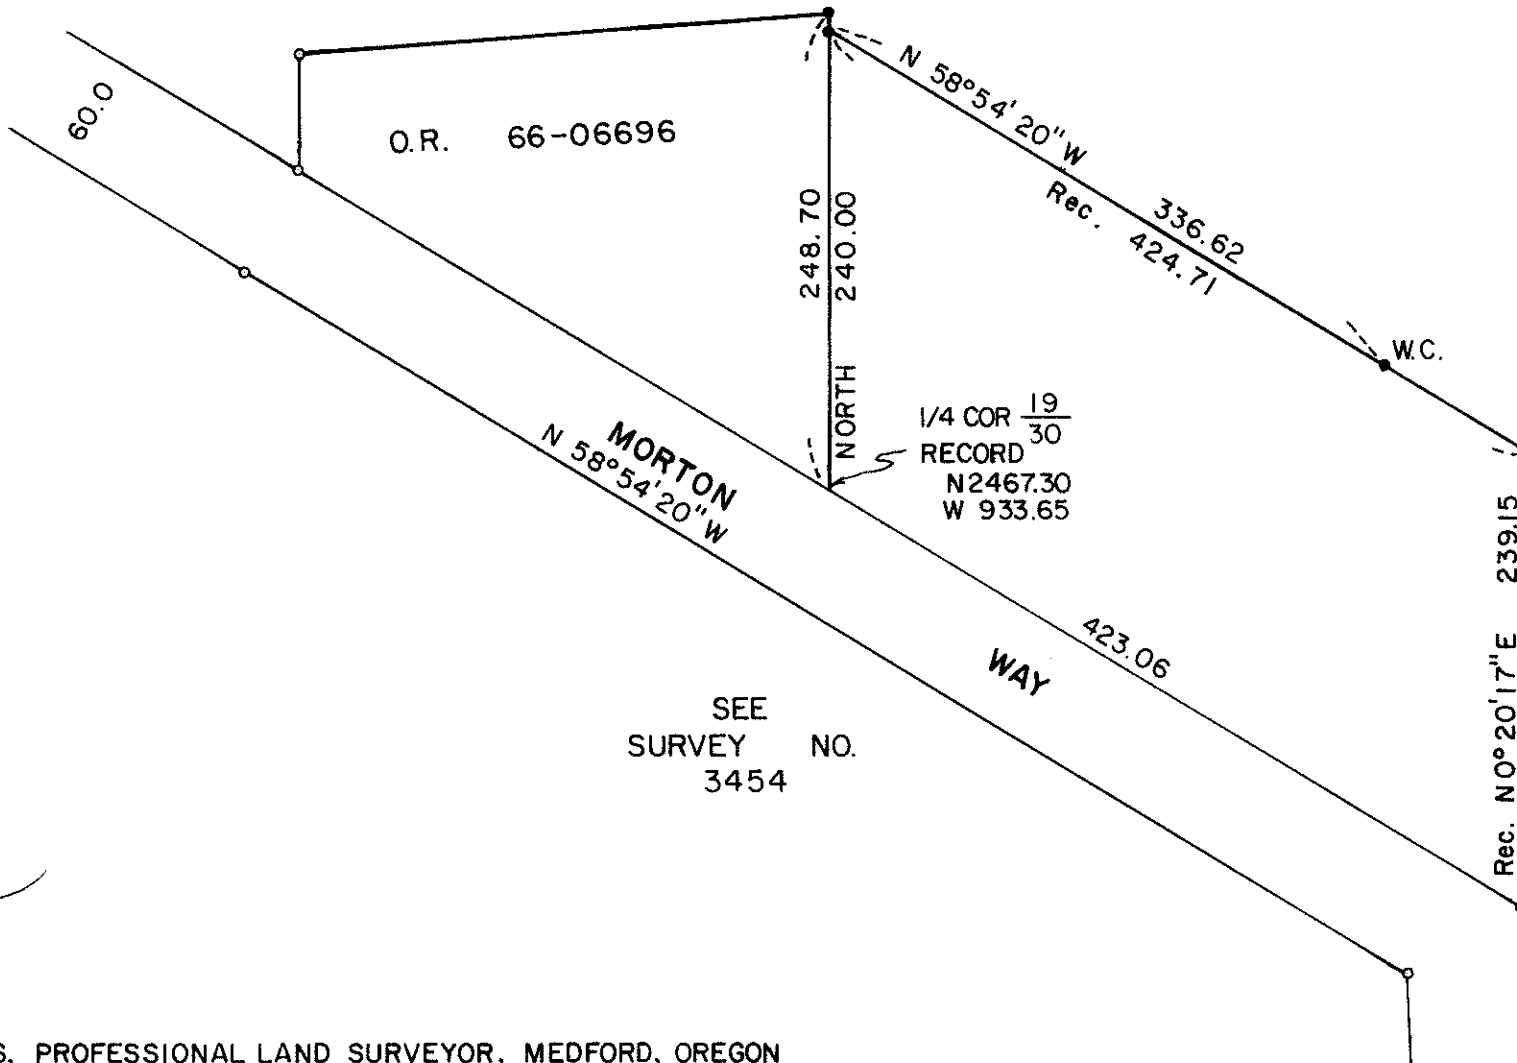 60.0
O.R. 66-06696
N 58°54'20" W
336.62
Rec. 424.71
248.70
NORTH 240.00
W.C.
1/4 COR 19/30
RECORD
N 2467.30
W 933.65
MORTON WAY
N 58°54'20" W
423.06
Rec. N 0°20'17" E 239.15
SEE
SURVEY NO.
3454
S. PROFESSIONAL LAND SURVEYOR, MEDFORD, OREGON